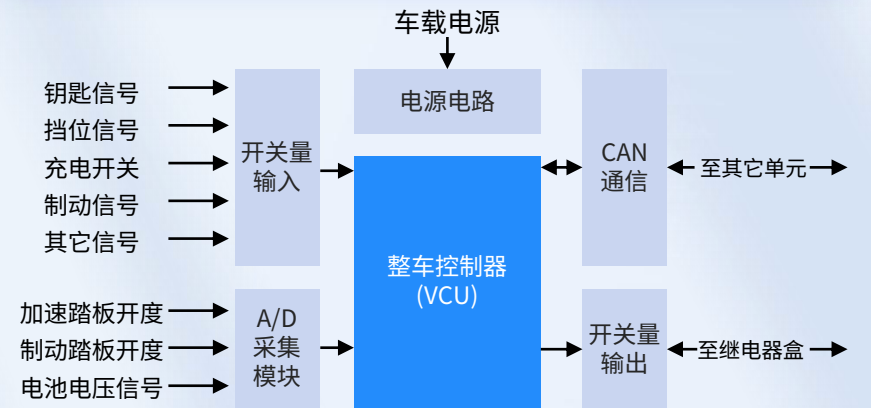 车载电源
电源电路
钥匙信号
挡位信号
充电开关
制动信号
其它信号
开关量
输入
加速踏板开度
制动踏板开度
电池电压信号
A/D
采集
模块
整车控制器
(VCU)
CAN
通信
至其它单元
开关量
输出
至继电器盒